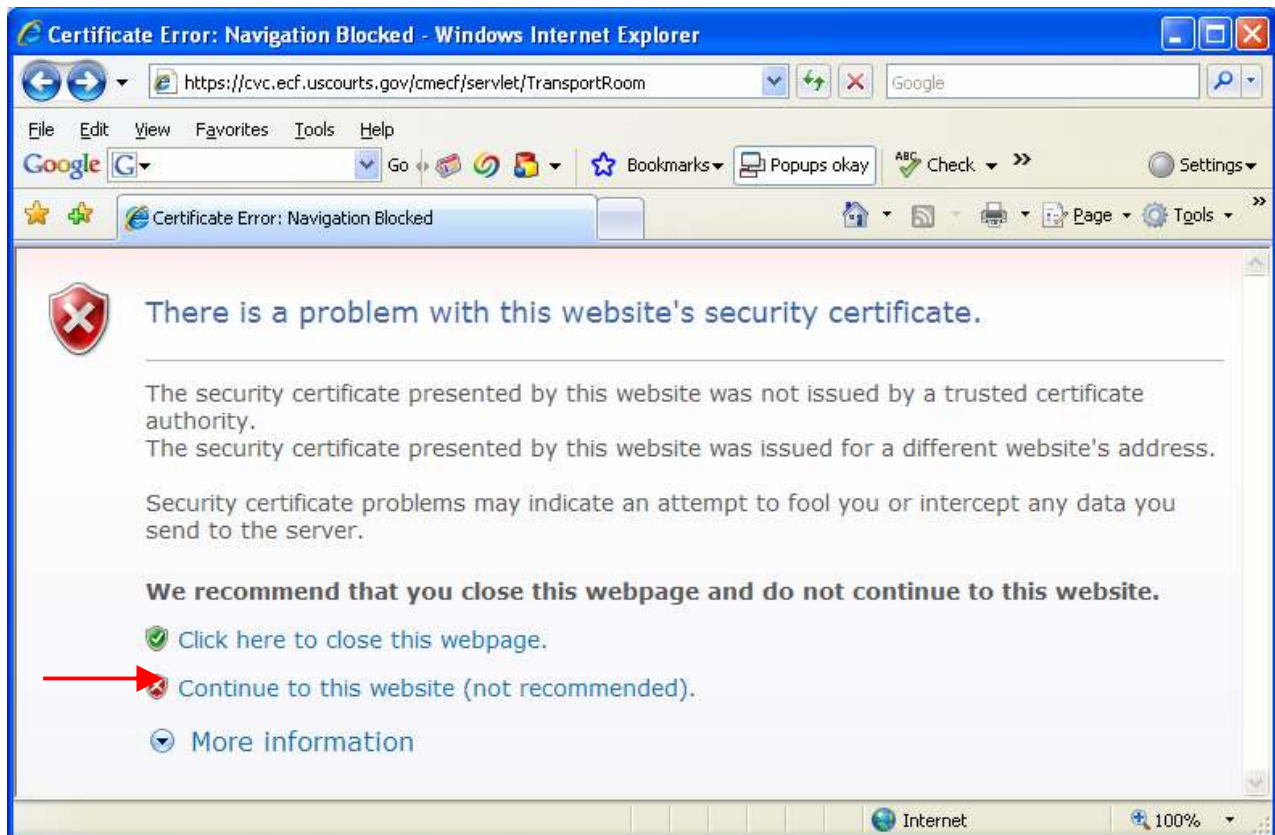 Certificate Error: Navigation Blocked - Windows Internet Explorer
https://cvc.ecf.uscourts.gov/cmecf/servlet/TransportRoom
Google
File Edit View Favorites Tools Help
Google G Go Bookmarks Popups okay ABC Check » Settings
Certificate Error: Navigation Blocked Page Tools »
There is a problem with this website's security certificate.
The security certificate presented by this website was not issued by a trusted certificate
authority.
The security certificate presented by this website was issued for a different website's address.
Security certificate problems may indicate an attempt to fool you or intercept any data you
send to the server.
We recommend that you close this webpage and do not continue to this website.
Click here to close this webpage.
Continue to this website (not recommended).
More information
Internet 100%